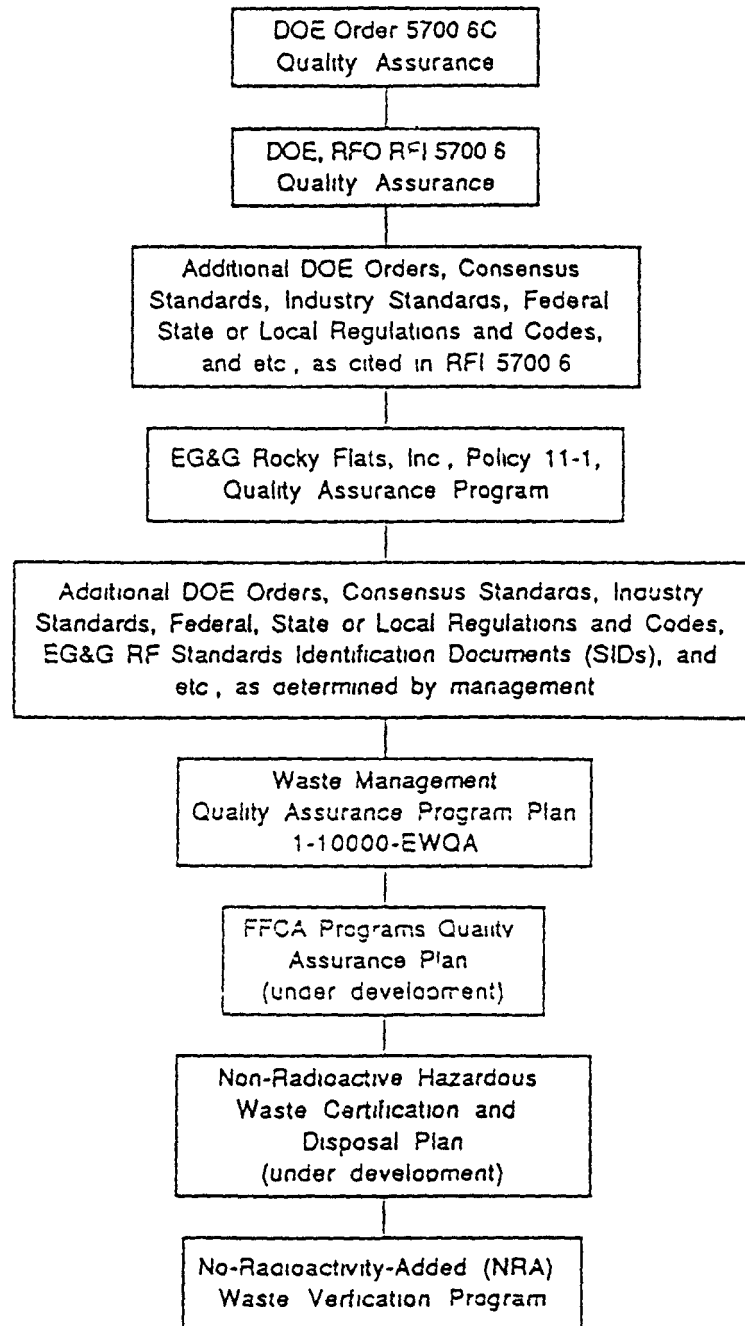 DOE Order 5700 6C
Quality Assurance
DOE, RFO RFI 5700 6
Quality Assurance
Additional DOE Orders, Consensus
Standards, Industry Standards, Federal
State or Local Regulations and Codes,
and etc , as cited in RFI 5700 6
EG&G Rocky Flats, Inc , Policy 11-1,
Quality Assurance Program
Additional DOE Orders, Consensus Standards, Industry
Standards, Federal, State or Local Regulations and Codes,
EG&G RF Standards Identification Documents (SIDs), and
etc , as determined by management
Waste Management
Quality Assurance Program Plan
1-10000-EWQA
FFCA Programs Quality
Assurance Plan
(under development)
Non-Radioactive Hazardous
Waste Certification and
Disposal Plan
(under development)
No-Radioactivity-Added (NRA)
Waste Verfication Program